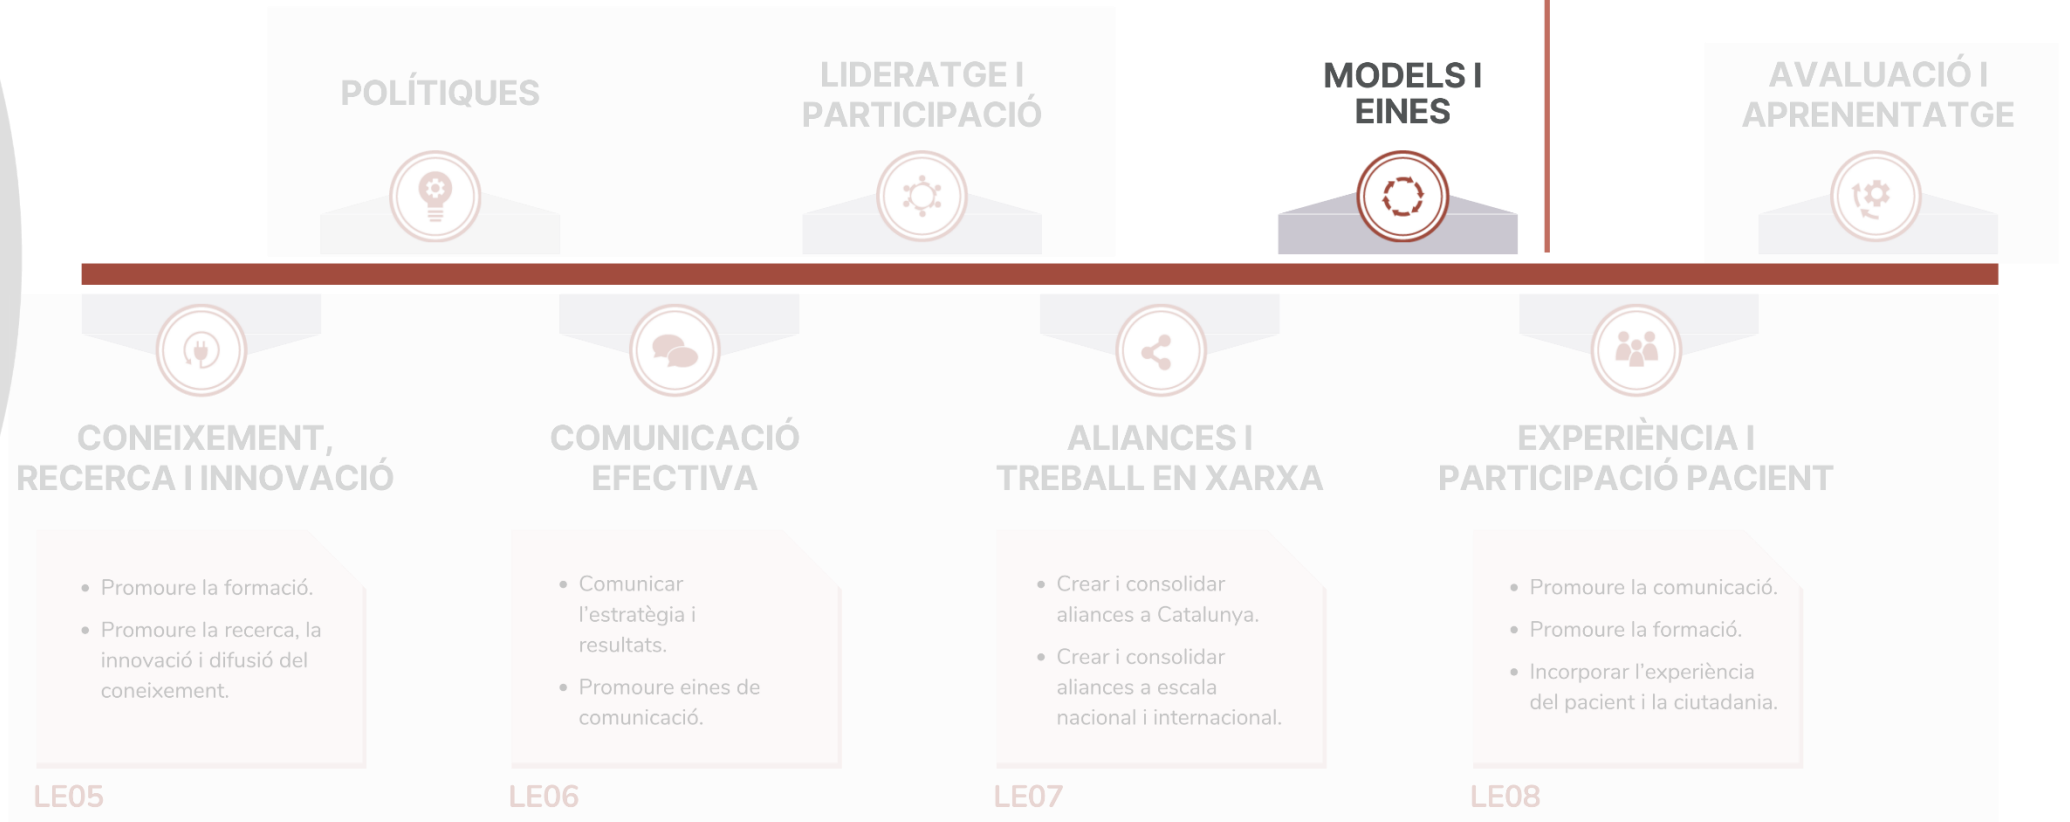 POLÍTIQUES
LIDERATGE I
PARTICIPACIÓ
MODELS I
EINES
AVALUACIÓ I
APRENENTATGE
CONEIXEMENT,
RECERCA I INNOVACIÓ
• Promoure la formació.
• Promoure la recerca, la
innovació i difusió del
coneixement.
LE05
COMUNICACIÓ
EFECTIVA
• Comunicar
l'estratègia i
resultats.
• Promoure eines de
comunicació.
LE06
ALIANCES I
TREBALL EN XARXA
• Crear i consolidar
aliances a Catalunya.
• Crear i consolidar
aliances a escala
nacional i internacional.
LE07
EXPERIÈNCIA I
PARTICIPACIÓ PACIENT
• Promoure la comunicació.
• Promoure la formació.
• Incorporar l'experiència
del pacient i la ciutadania.
LE08